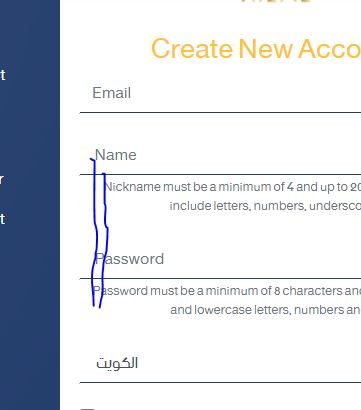 t
r
t
Create New Acco
Email
Name
Nickname must be a minimum of 4 and up to 20
include letters, numbers, undersco
Password
Password must be a minimum of 8 characters and
and lowercase letters, numbers an
الكويت